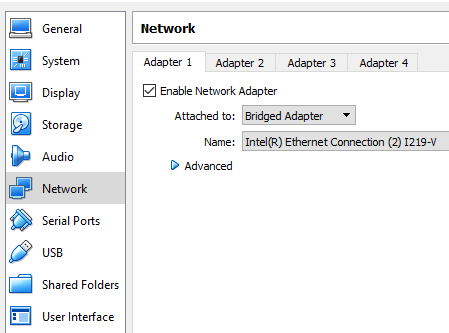 General
System
Display
Storage
Audio
Network
Serial Ports
USB
Shared Folders
User Interface
Network
Adapter 1 Adapter 2 Adapter 3 Adapter 4
Enable Network Adapter
Attached to: Bridged Adapter
Name: Intel(R) Ethernet Connection (2) I219-V
Advanced